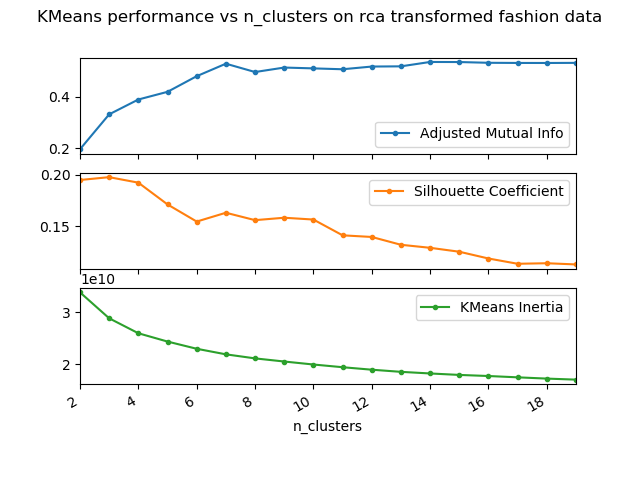 KMeans performance vs n_clusters on rca transformed fashion data
0.4
0.2
Adjusted Mutual Info
0.20
0.15
Silhouette Coefficient
1e10
3
2
KMeans Inertia
2 4 6 8 10 12 14 16 18
n_clusters